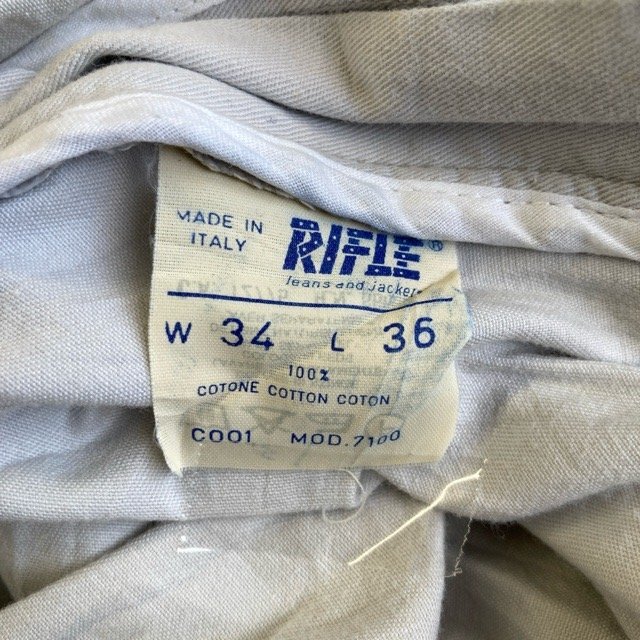 MADE IN
ITALY
RIFLE®
Jeans and jackets
W 34 L 36
100%
COTONE COTTON COTON
C001 MOD. 7100